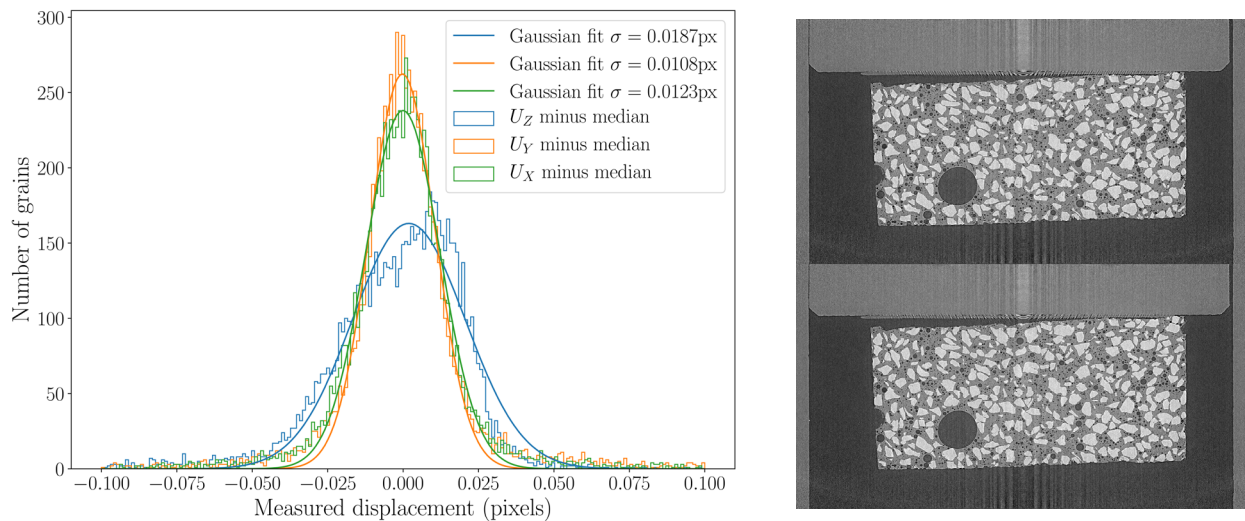 300
250
200
150
100
50
0
Number of grains
Gaussian fit σ = 0.0187px
Gaussian fit σ = 0.0108px
Gaussian fit σ = 0.0123px
U_Z minus median
U_Y minus median
U_X minus median
−0.100 −0.075 −0.050 −0.025 0.000 0.025 0.050 0.075 0.100
Measured displacement (pixels)